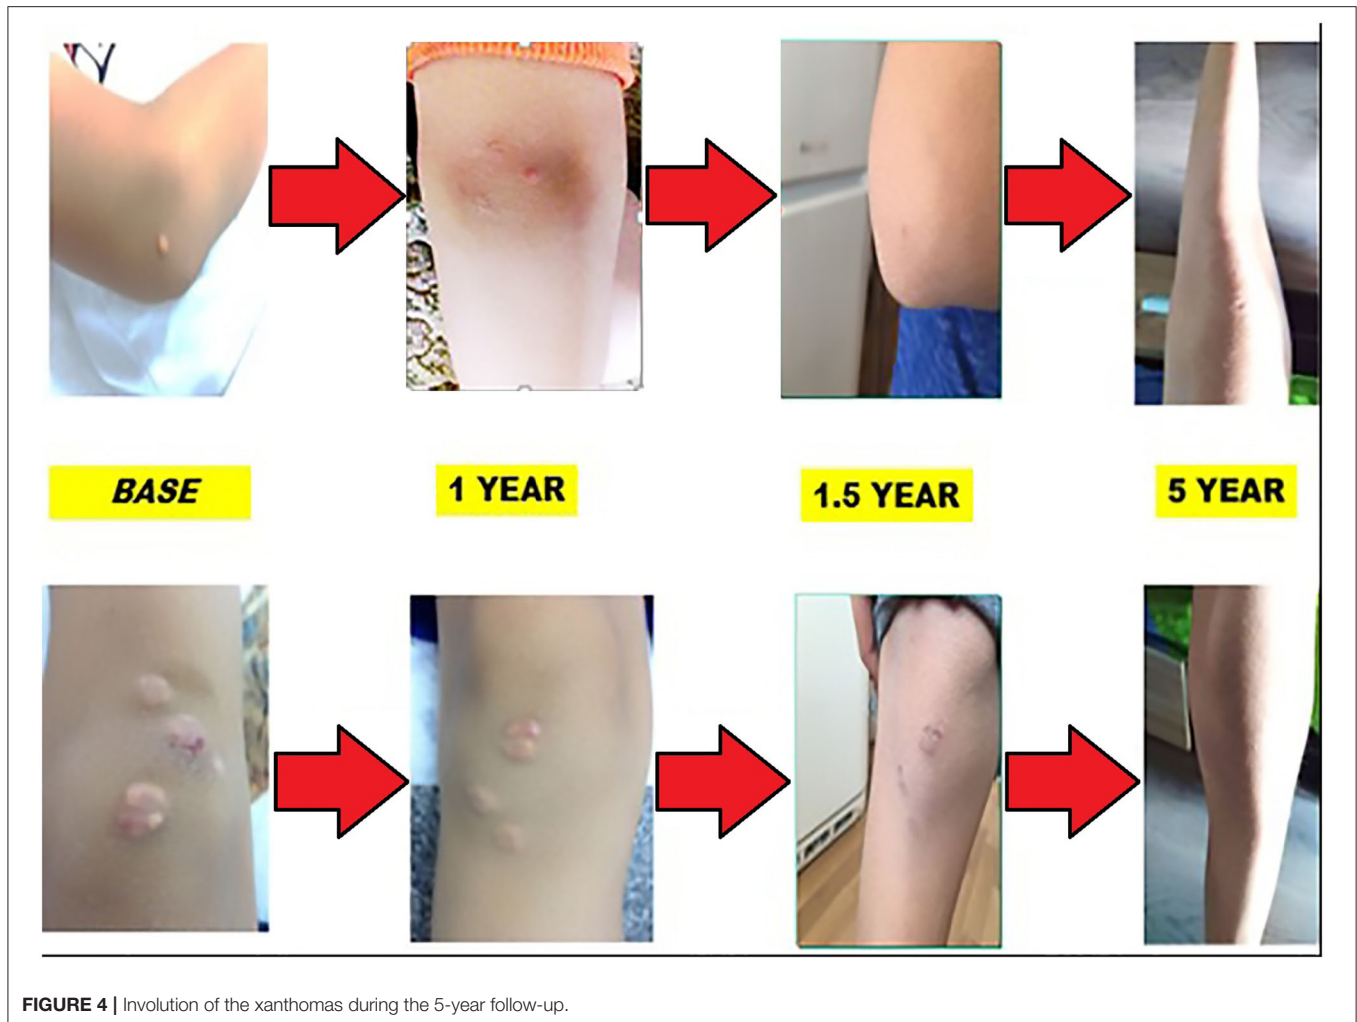 BASE
1 YEAR
1.5 YEAR
5 YEAR
FIGURE 4 | Involution of the xanthomas during the 5-year follow-up.